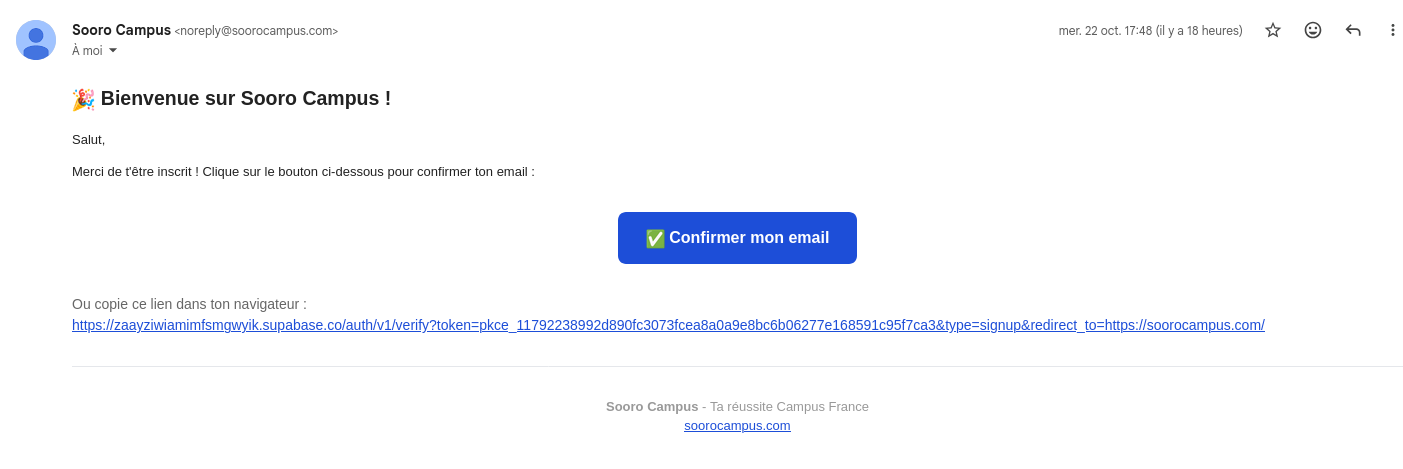 Sooro Campus <noreply@soorocampus.com> mer. 22 oct. 17:48 (il y a 18 heures)
À moi
🎉 Bienvenue sur Sooro Campus !
Salut,
Merci de t'être inscrit ! Clique sur le bouton ci-dessous pour confirmer ton email :
✅ Confirmer mon email
Ou copie ce lien dans ton navigateur :
https://zaayziwiamimfsmgwyik.supabase.co/auth/v1/verify?token=pkce_11792238992d890fc3073fcea8a0a9e8bc6b06277e168591c95f7ca3&type=signup&redirect_to=https://soorocampus.com/
Sooro Campus - Ta réussite Campus France
soorocampus.com